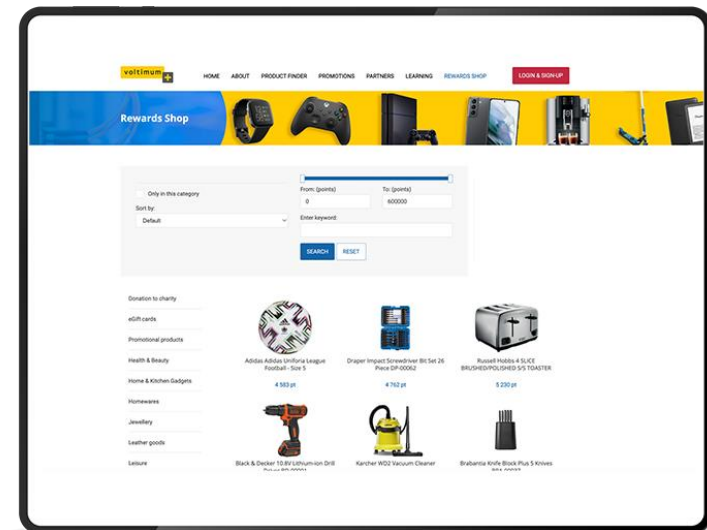 voltimum
HOME ABOUT PRODUCT FINDER PROMOTIONS PARTNERS LEARNING REWARDS SHOP LOGIN & SIGN-UP
Rewards Shop
Only in this category
Sort by:
Default
From: (points) To: (points)
0 600000
Enter keyword:
SEARCH RESET
Donation to charity
eGift cards
Promotional products
Health & Beauty
Home & Kitchen Gadgets
Homewares
Jewellery
Leather goods
Leisure
Adidas Adidas Uniforia League
Football - Size 5
4 583 pt
Draper Impact Screwdriver Bit Set 26
Piece DP-00062
4 762 pt
Russell Hobbs 4 SLICE
BRUSHED/POLISHED S/S TOASTER
5 230 pt
Black & Decker 10.8V Lithium-ion Drill
Karcher WD2 Vacuum Cleaner
Brabantia Knife Block Plus 5 Knives